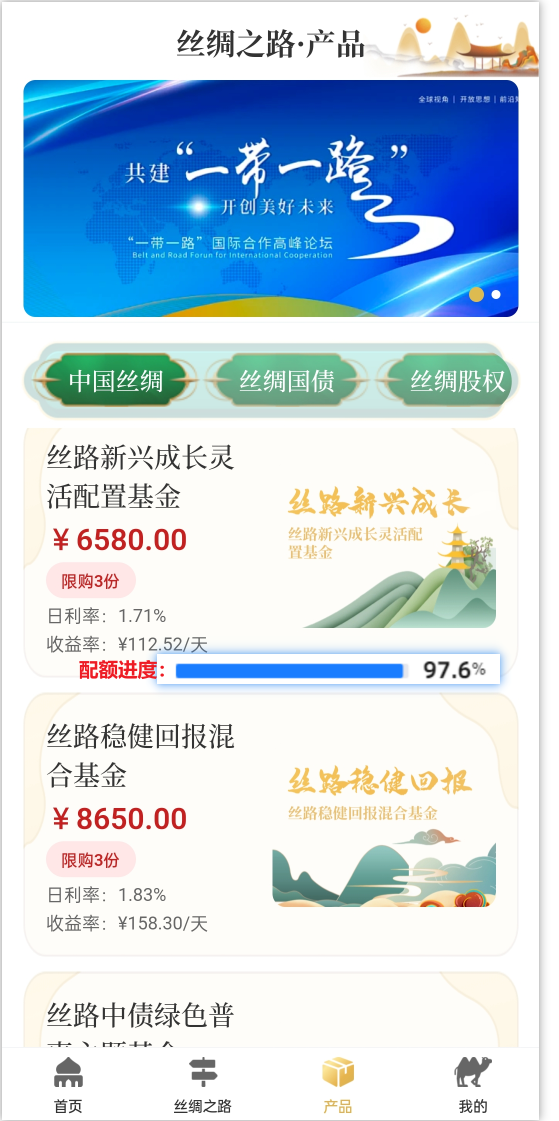 丝绸之路·产品
全球视角 | 开放思想 | 前沿
共建“一带一路”
开创美好未来
“一带一路”国际合作高峰论坛
Belt and Road Forun for International Cooperation
中国丝绸
丝绸国债
丝绸股权
丝路新兴成长灵
活配置基金
¥6580.00
限购3份
日利率：1.71%
收益率：¥112.52/天
丝路新兴成长
丝路新兴成长灵活配
置基金
配额进度：
97.6%
丝路稳健回报混
合基金
¥8650.00
限购3份
日利率：1.83%
收益率：¥158.30/天
丝路稳健回报
丝路稳健回报混合基金
丝路中债绿色普
首页
丝绸之路
产品
我的